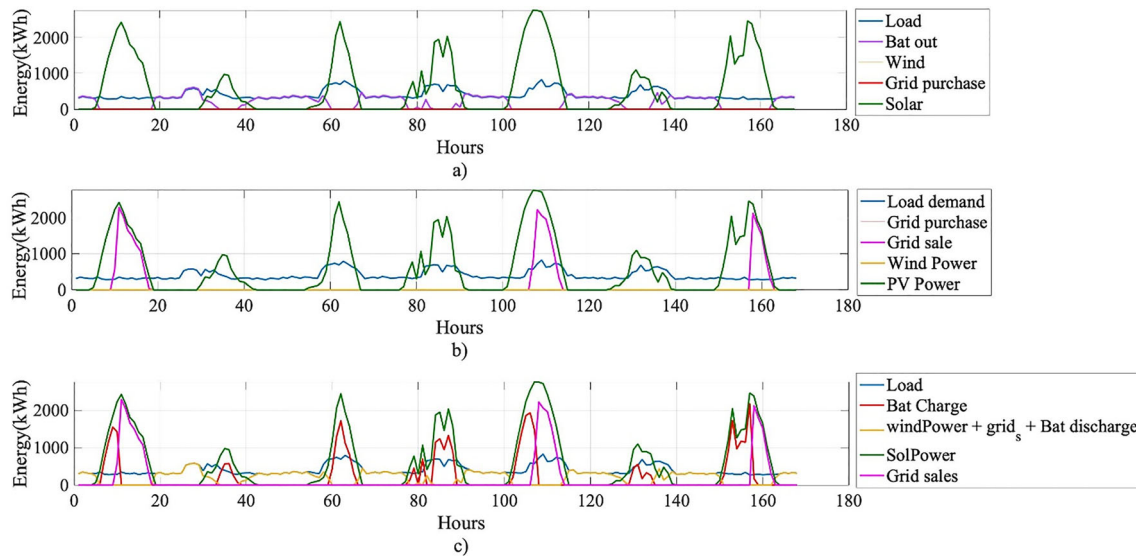 Energy(kWh)
2000
1000
0
0 20 40 60 80 100 120 140 160 180
Hours
a)
Load
Bat out
Wind
Grid purchase
Solar
Energy(kWh)
2000
1000
0
0 20 40 60 80 100 120 140 160 180
Hours
b)
Load demand
Grid purchase
Grid sale
Wind Power
PV Power
Energy(kWh)
2000
1000
0
0 20 40 60 80 100 120 140 160 180
Hours
c)
Load
Bat Charge
windPower + grid_s + Bat discharge
SolPower
Grid sales